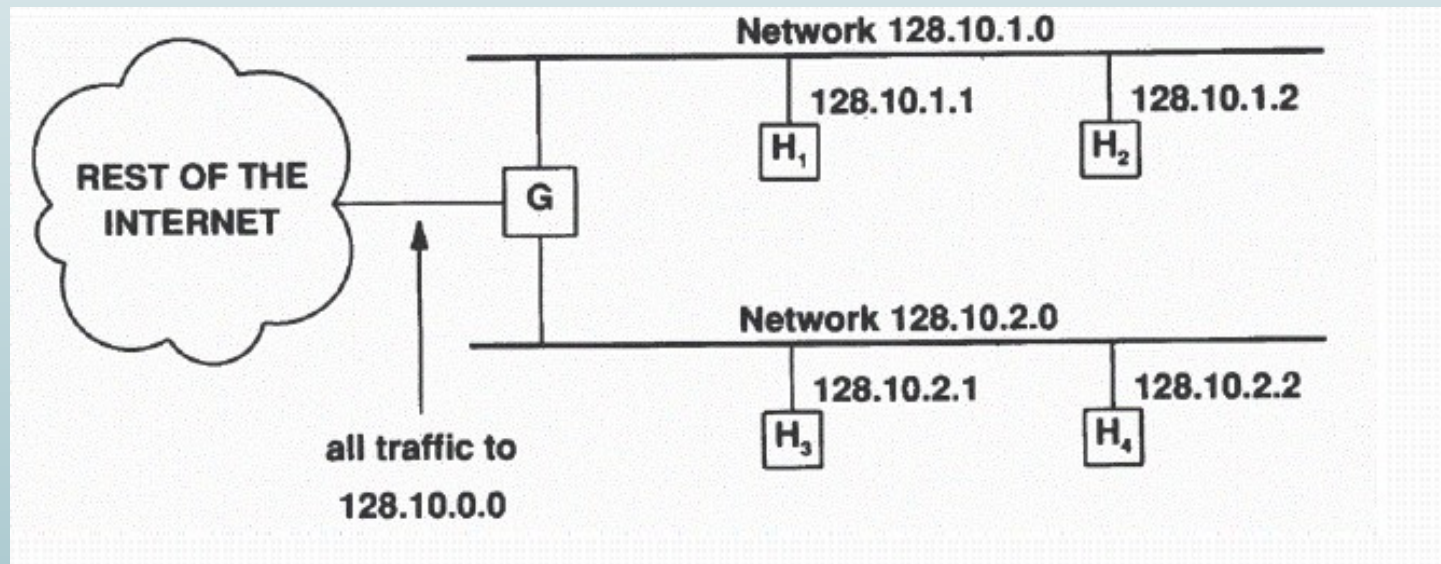 Network 128.10.1.0
128.10.1.1
128.10.1.2
H₁
H₂
REST OF THE
INTERNET
G
Network 128.10.2.0
128.10.2.1
128.10.2.2
H₃
H₄
all traffic to
128.10.0.0